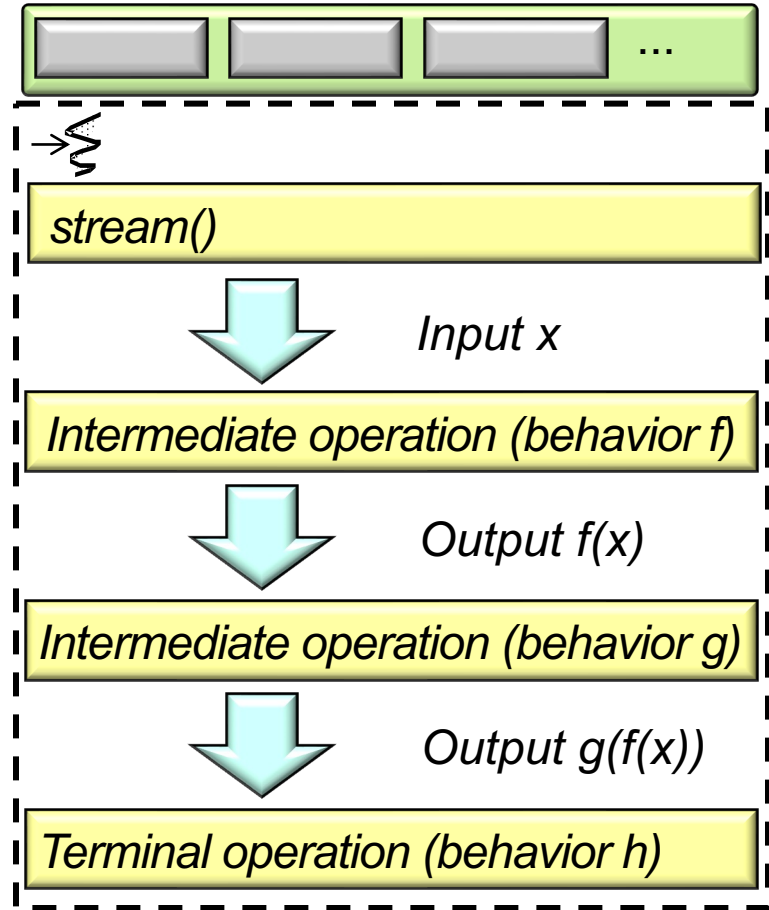 ...
stream()
Input x
Intermediate operation (behavior f)
Output f(x)
Intermediate operation (behavior g)
Output g(f(x))
Terminal operation (behavior h)